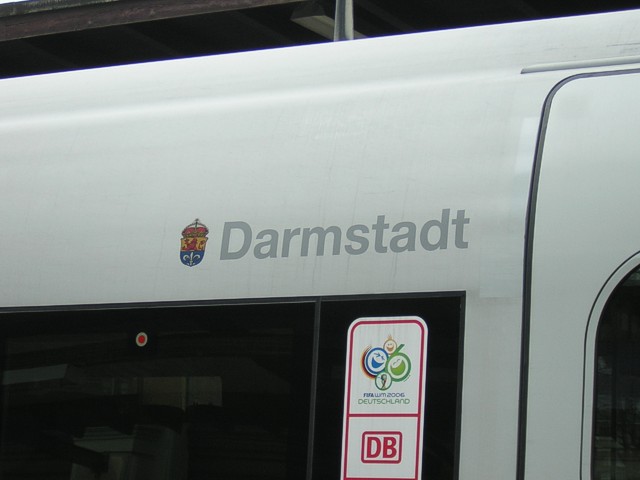 Darmstadt
FIFA WM 2006
DEUTSCHLAND
DB